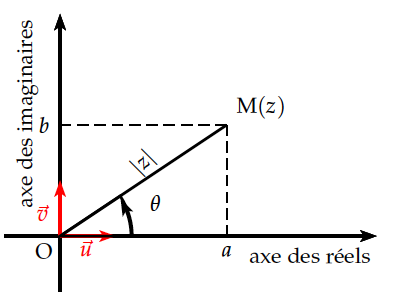 axe des imaginaires
M(z)
b
|z|
θ
v⃗
O
u⃗
a
axe des réels